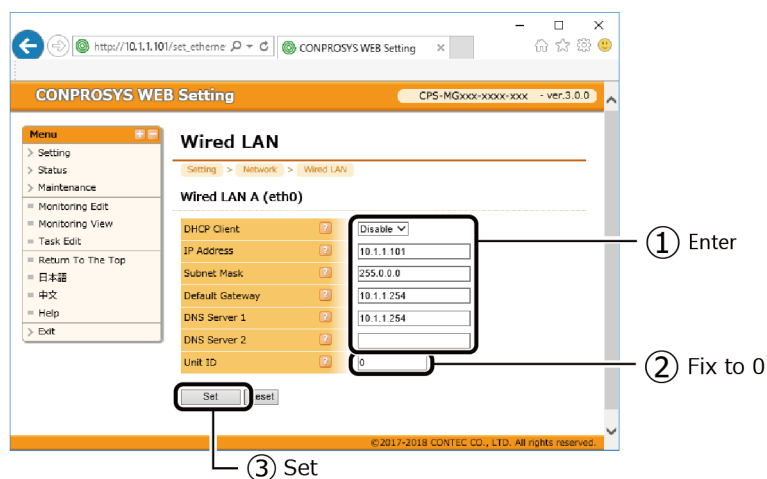 http://10.1.1.101/set_etherne
CONPROSYS WEB Setting
CONPROSYS WEB Setting
CPS-MGxxx-xxxx-xxx - ver.3.0.0
Menu
> Setting
> Status
> Maintenance
Monitoring Edit
Monitoring View
Task Edit
Return To The Top
日本語
中文
Help
> Exit
Wired LAN
Setting > Network > Wired LAN
Wired LAN A (eth0)
DHCP Client ? Disable
IP Address ? 10.1.1.101
Subnet Mask ? 255.0.0.0
Default Gateway ? 10.1.1.254
DNS Server 1 ? 10.1.1.254
DNS Server 2 ?
Unit ID ? 0
Set eset
©2017-2018 CONTEC CO., LTD. All rights reserved.
① Enter
② Fix to 0
③ Set